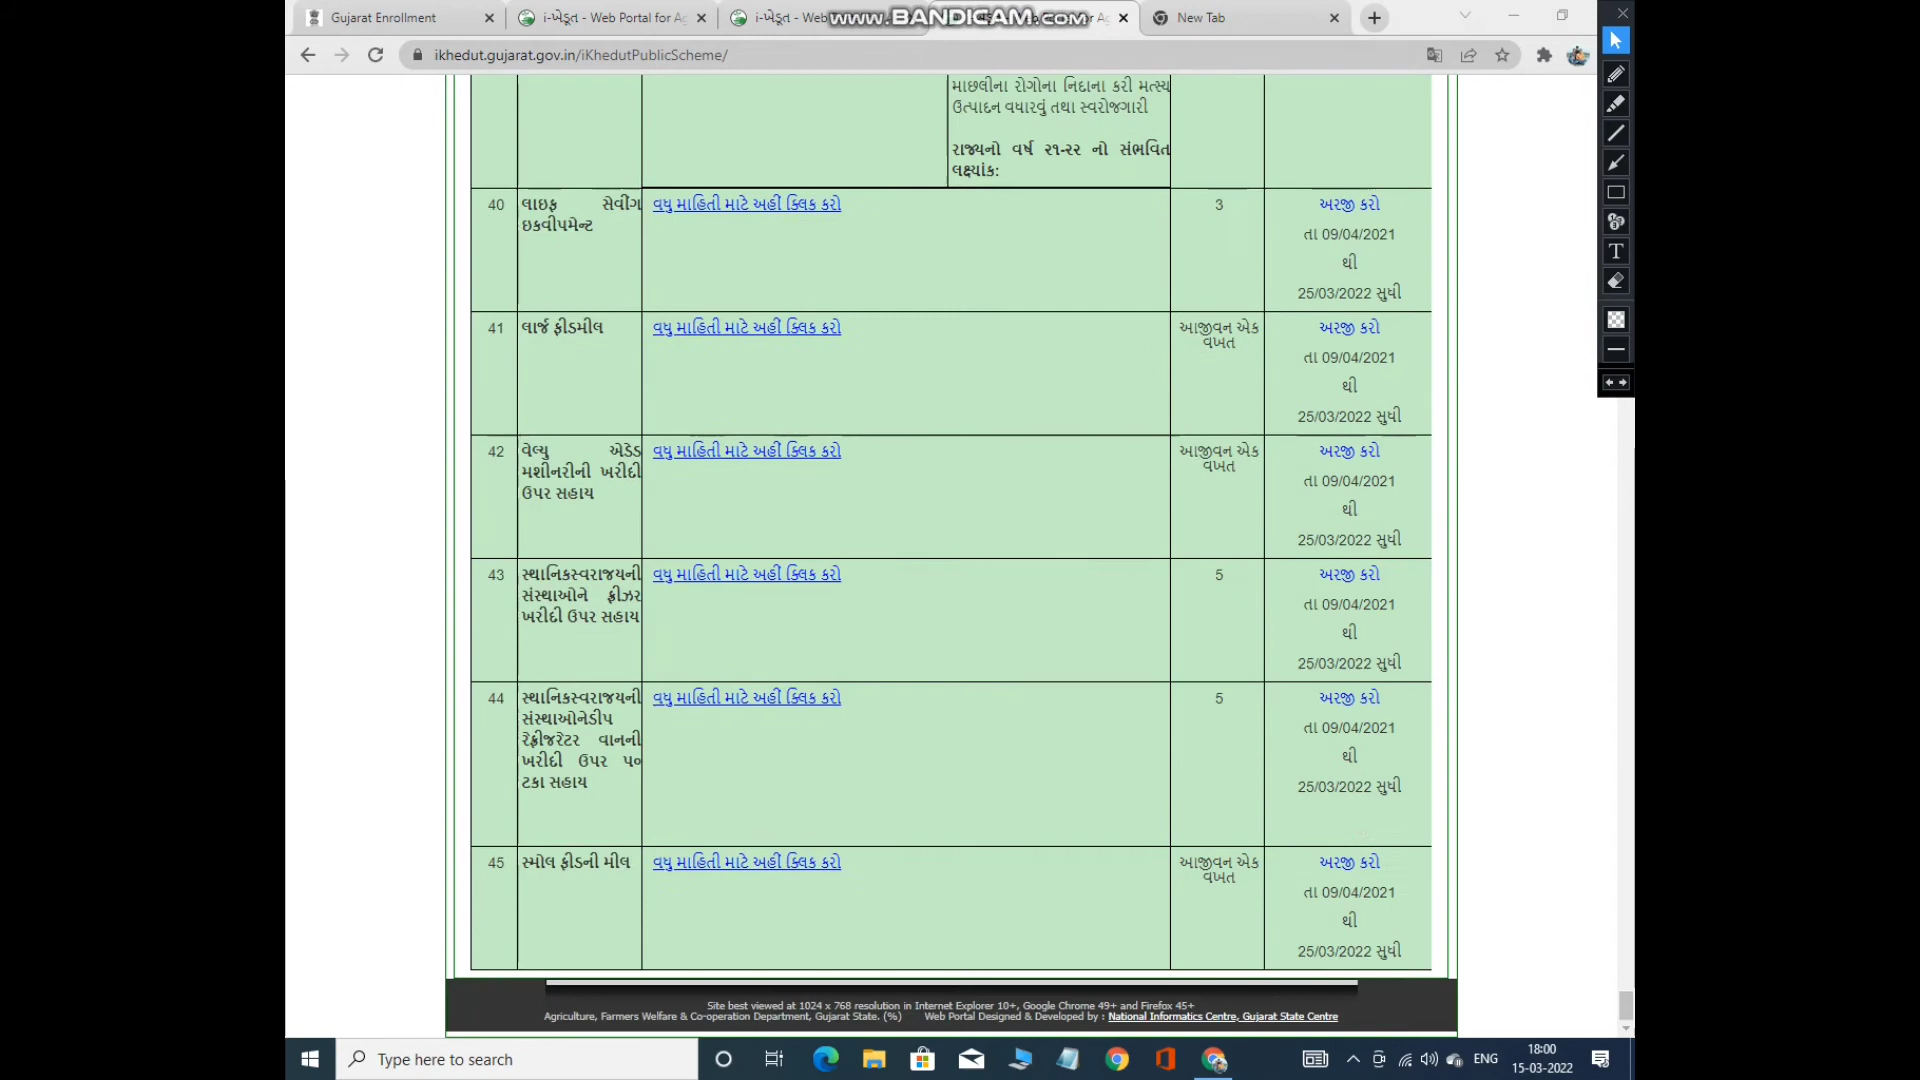 Gujarat Enrollment
i-ખેડૂત - Web Portal for Ag
i-ખેડૂત - Web
www.BANDICAM.com
New Tab
ikhedut.gujarat.gov.in/iKhedutPublicScheme/
માછલીના રોગોના નિદાના કરી મત્સ્ય
ઉત્પાદન વધારવું તથા સ્વરોજગારી
રાજ્યનો વર્ષ ૨૧-૨૨ નો સંભવિત
લક્ષ્યાંક:
40
લાઇફ સેવીંગ
ઇકવીપમેન્ટ
વધુ માહિતી માટે અહીં ક્લિક કરો
3
અરજી કરો
તા 09/04/2021
થી
25/03/2022 સુધી
41
લાર્જ ફીડમીલ
વધુ માહિતી માટે અહીં ક્લિક કરો
આજીવન એક
વખત
અરજી કરો
તા 09/04/2021
થી
25/03/2022 સુધી
42
વેલ્યુ એડેડ
મશીનરીની ખરીદી
ઉપર સહાય
વધુ માહિતી માટે અહીં ક્લિક કરો
આજીવન એક
વખત
અરજી કરો
તા 09/04/2021
થી
25/03/2022 સુધી
43
સ્થાનિકસ્વરાજયની
સંસ્થાઓને ફ્રીઝર
ખરીદી ઉપર સહાય
વધુ માહિતી માટે અહીં ક્લિક કરો
5
અરજી કરો
તા 09/04/2021
થી
25/03/2022 સુધી
44
સ્થાનિકસ્વરાજયની
સંસ્થાઓનેડીપ
રેફ્રીજરેટર વાનની
ખરીદી ઉપર ૫૦
ટકા સહાય
વધુ માહિતી માટે અહીં ક્લિક કરો
5
અરજી કરો
તા 09/04/2021
થી
25/03/2022 સુધી
45
સ્મોલ ફીડની મીલ
વધુ માહિતી માટે અહીં ક્લિક કરો
આજીવન એક
વખત
અરજી કરો
તા 09/04/2021
થી
25/03/2022 સુધી
Site best viewed at 1024 x 768 resolution in Internet Explorer 10+, Google Chrome 49+ and Firefox 45+
Agriculture, Farmers Welfare & Co-operation Department, Gujarat State. (%) Web Portal Designed & Developed by : National Informatics Centre, Gujarat State Centre
Type here to search
ENG
18:00
15-03-2022